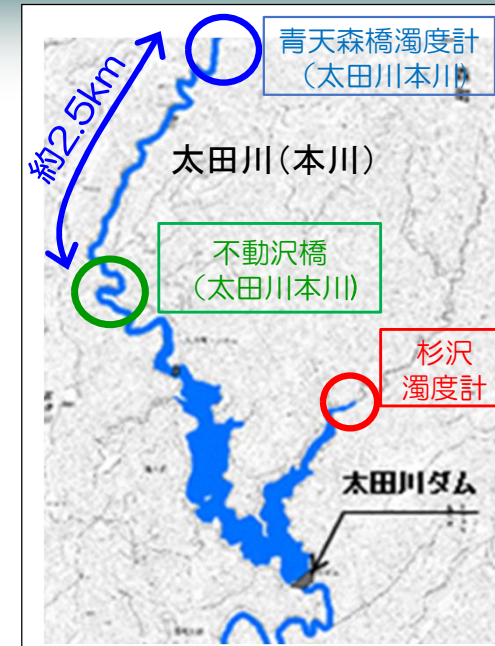 青天森橋濁度計
（太田川本川）
約2.5km
太田川（本川）
不動沢橋
（太田川本川)
杉沢
濁度計
太田川ダム